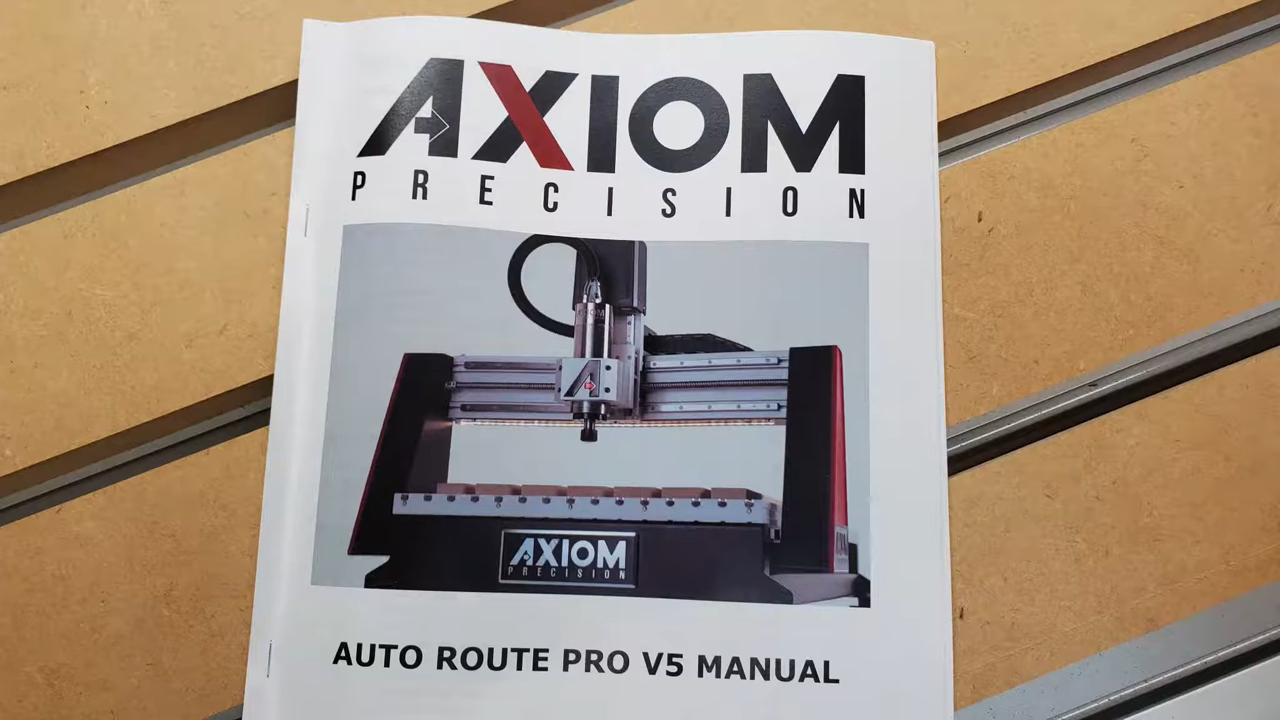 AXIOM
PRECISION
AXIOM
PRECISION
AUTO ROUTE PRO V5 MANUAL